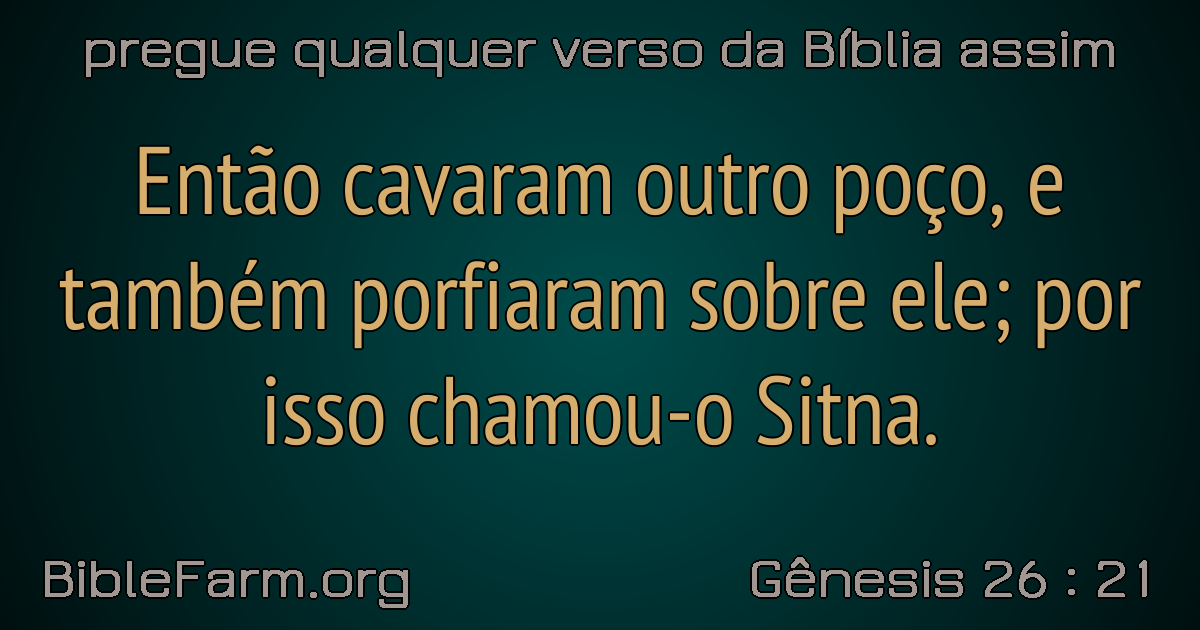 pregue qualquer verso da Bíblia assim
Então cavaram outro poço, e
também porfiaram sobre ele; por
isso chamou-o Sitna.
BibleFarm.org
Gênesis 26 : 21